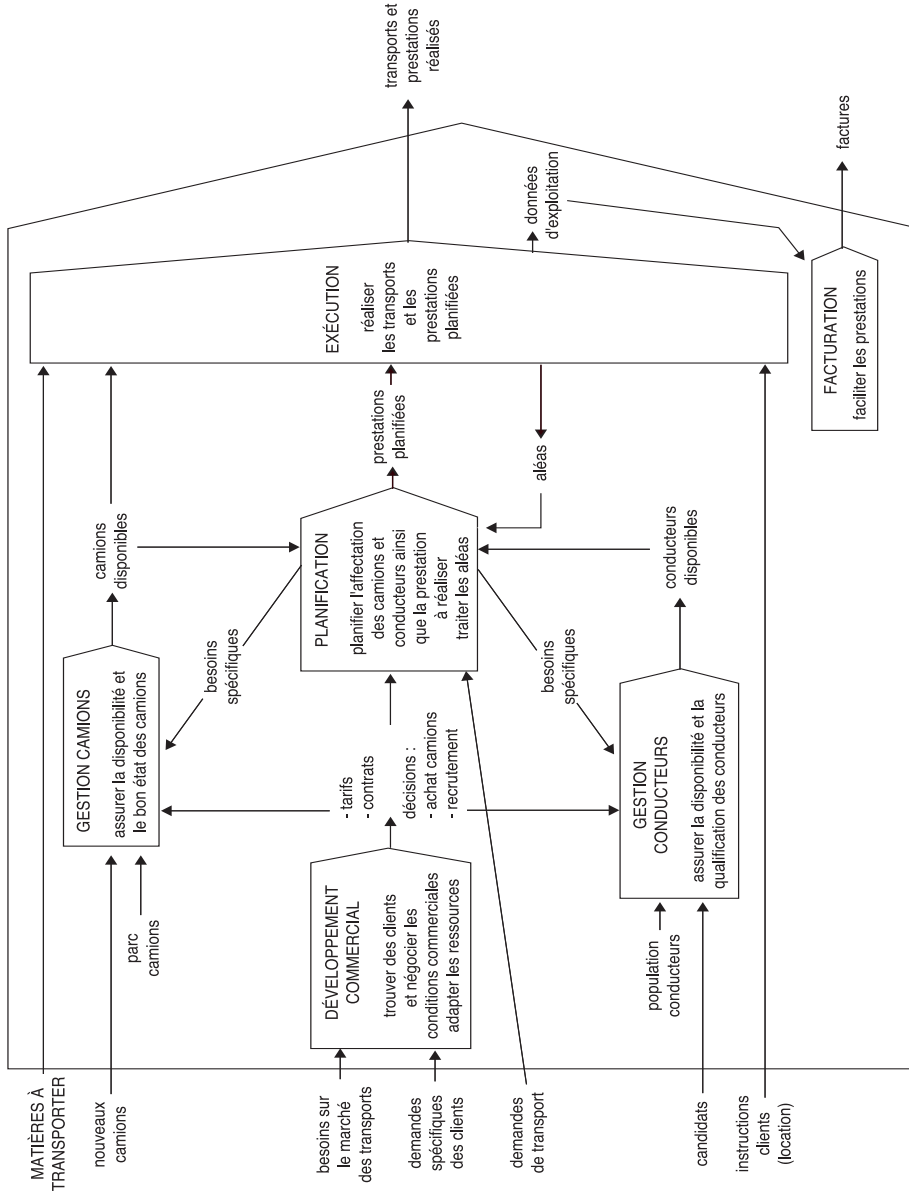 MATIÈRES À
TRANSPORTER
nouveaux
camions
parc
camions
GESTION CAMIONS
assurer la disponibilité et
le bon état des camions
camions
disponibles
besoins
spécifiques
besoins sur
le marché
des transports
demandes
spécifiques
des clients
DÉVELOPPEMENT
COMMERCIAL
trouver des clients
et négocier les
conditions commerciales
adapter les ressources
- tarifs
- contrats
décisions :
- achat camions
- recrutement
PLANIFICATION
planifier l'affectation
des camions et
conducteurs ainsi
que la prestation
à réaliser
traiter les aléas
prestations
planifiées
aléas
EXÉCUTION
réaliser
les transports
et les
prestations
planifiées
transports et
prestations
réalisés
données
d'exploitation
demandes
de transport
besoins
spécifiques
population
conducteurs
candidats
GESTION
CONDUCTEURS
assurer la disponibilité et la
qualification des conducteurs
conducteurs
disponibles
instructions
clients
(location)
FACTURATION
faciliter les prestations
factures